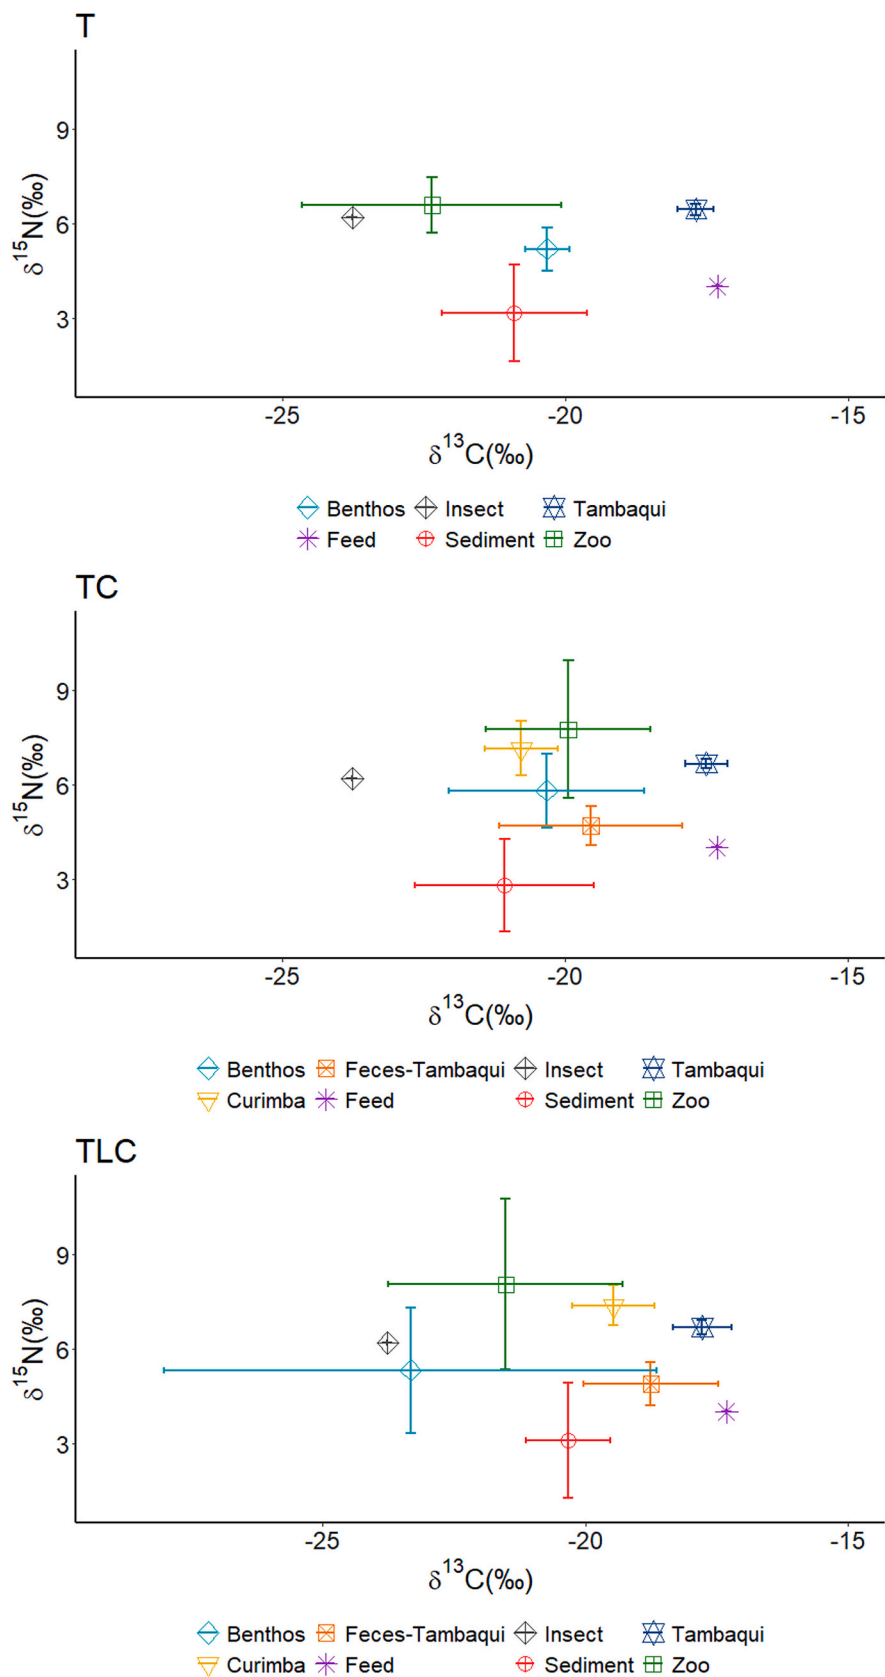 T
9
6
3
δ15N(‰)
-25 -20 -15
δ13C(‰)
Benthos Insect Tambaqui
Feed Sediment Zoo
TC
9
6
3
δ15N(‰)
-25 -20 -15
δ13C(‰)
Benthos Feces-Tambaqui Insect Tambaqui
Curimba Feed Sediment Zoo
TLC
9
6
3
δ15N(‰)
-25 -20 -15
δ13C(‰)
Benthos Feces-Tambaqui Insect Tambaqui
Curimba Feed Sediment Zoo